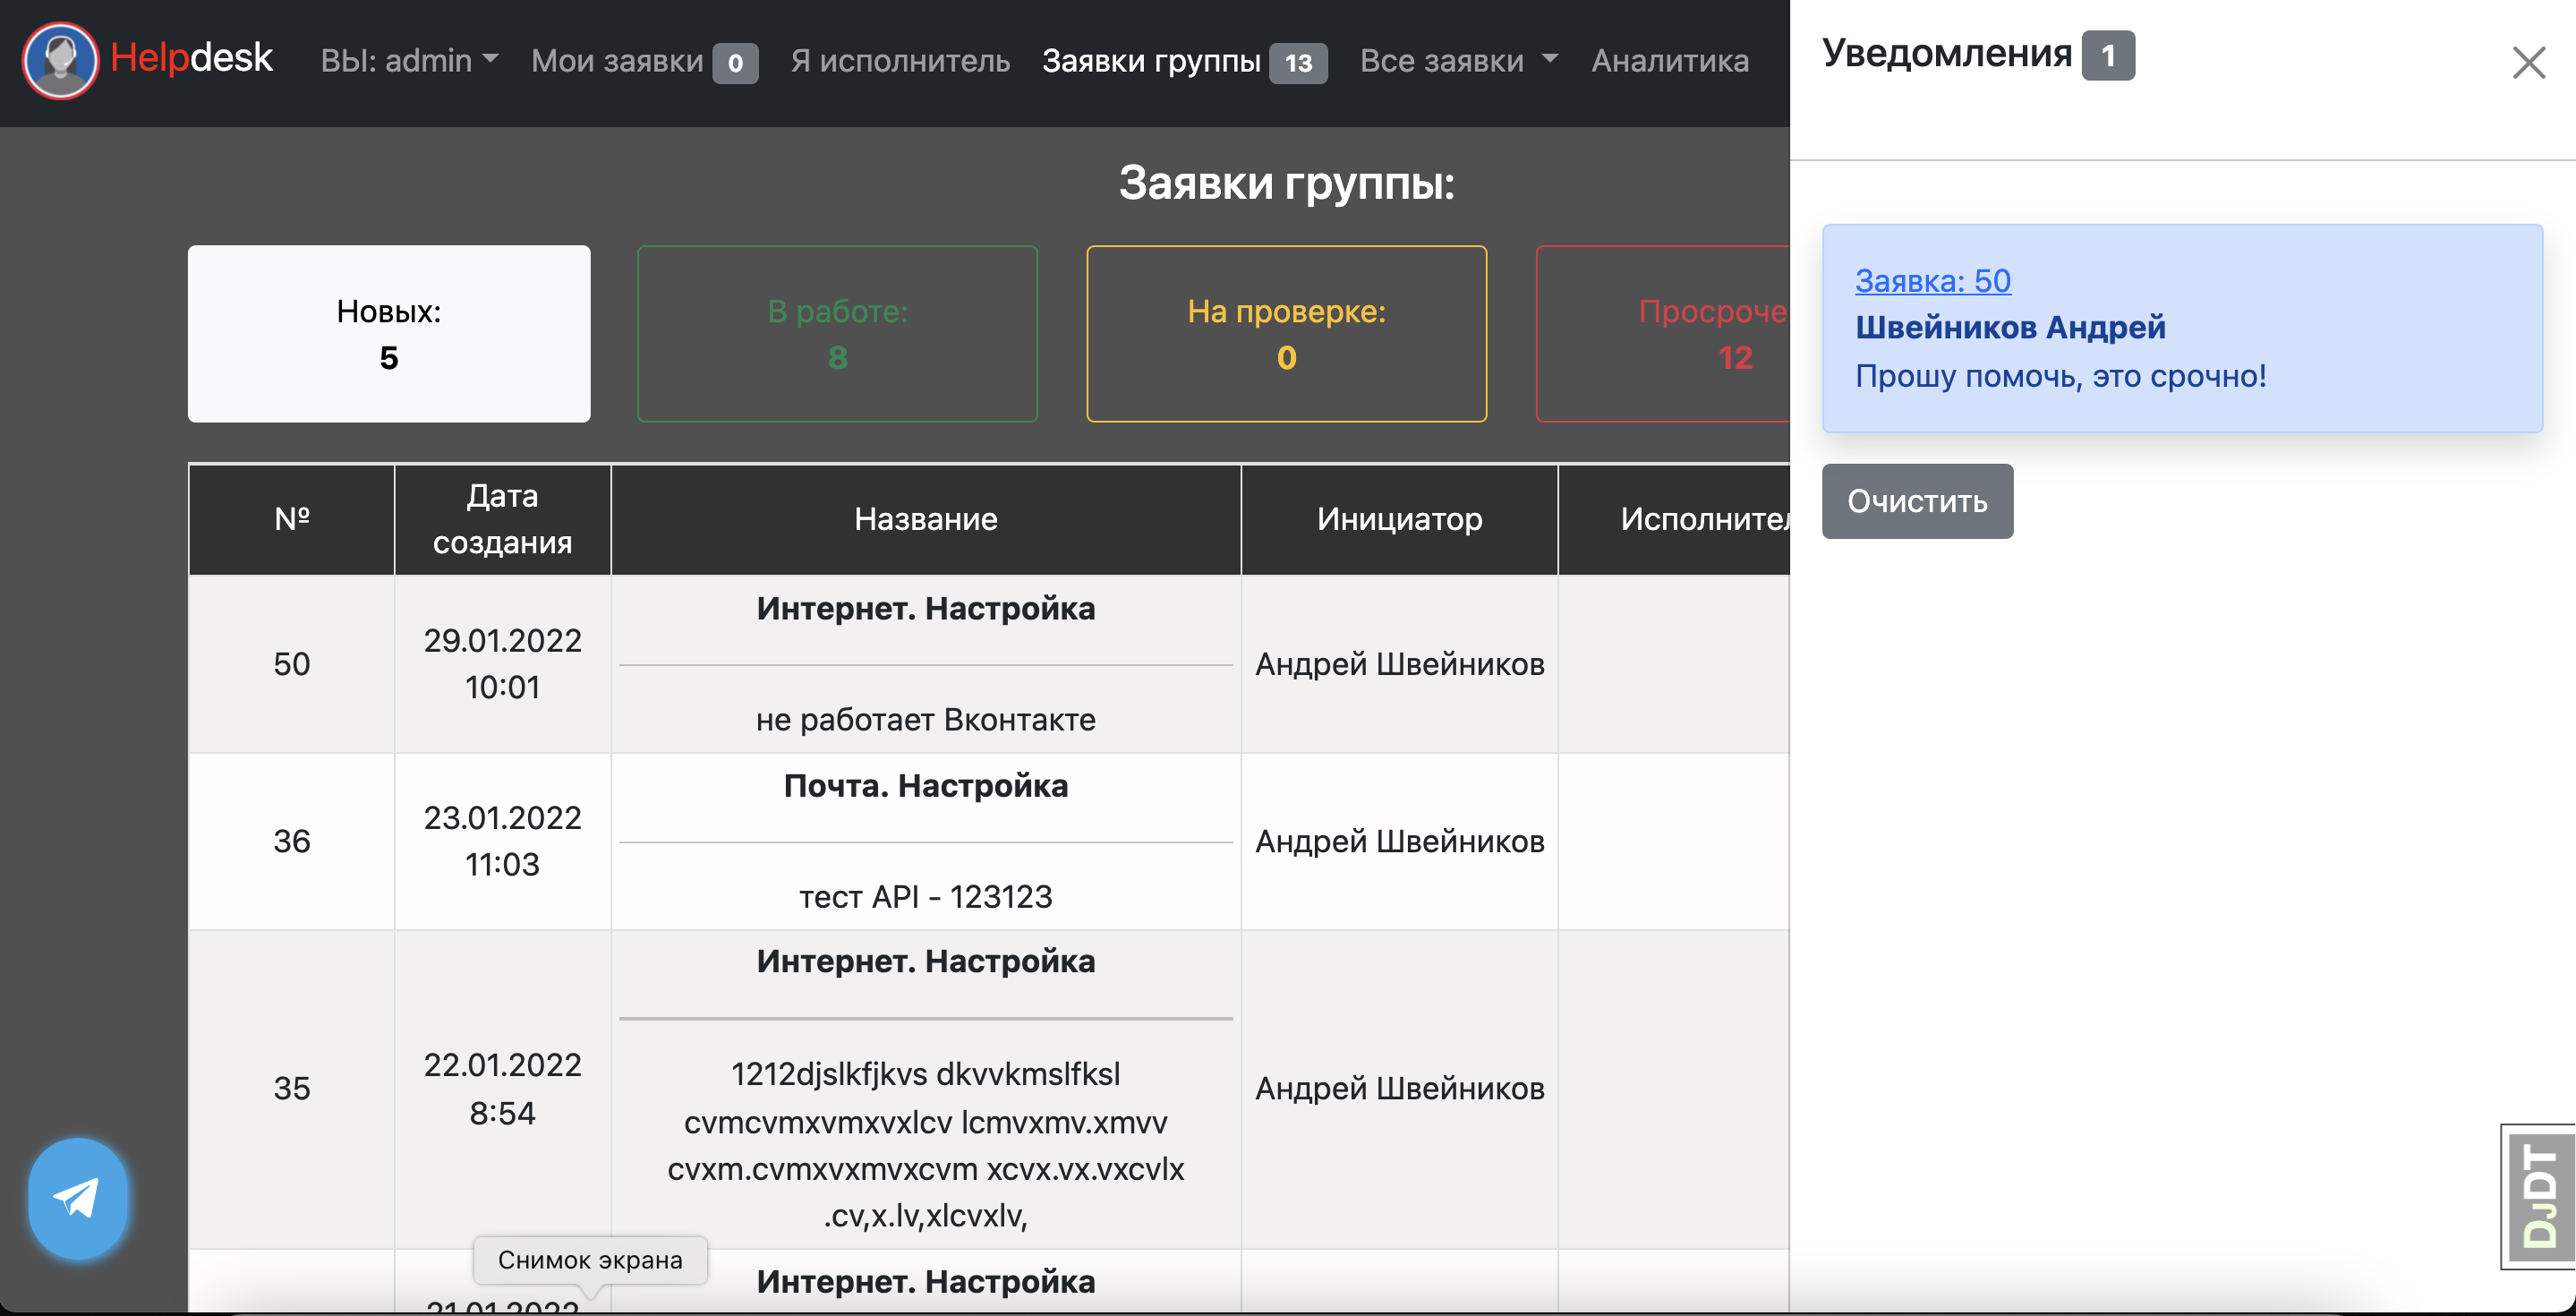 Helpdesk
ВЫ: admin
Мои заявки 0
Я исполнитель
Заявки группы 13
Все заявки
Аналитика
Уведомления 1
Заявка: 50
Швейников Андрей
Прошу помочь, это срочно!
Очистить
Заявки группы:
Новых:
5
В работе:
8
На проверке:
0
Просроче
12
№
Дата
создания
Название
Инициатор
Исполнител
50
29.01.2022
10:01
Интернет. Настройка
не работает Вконтакте
Андрей Швейников
36
23.01.2022
11:03
Почта. Настройка
тест API - 123123
Андрей Швейников
35
22.01.2022
8:54
Интернет. Настройка
1212djslkfjkvs dkvvkmslfksl
cvmcvmxvmxvxlcv lcmvxmv.xmvv
cvxm.cvmxvxmvxcvm xcvx.vx.vxcvlx
.cv,x.lv,xlcvxlv,
Андрей Швейников
21.01.2022
Интернет. Настройка
Снимок экрана
DJDT